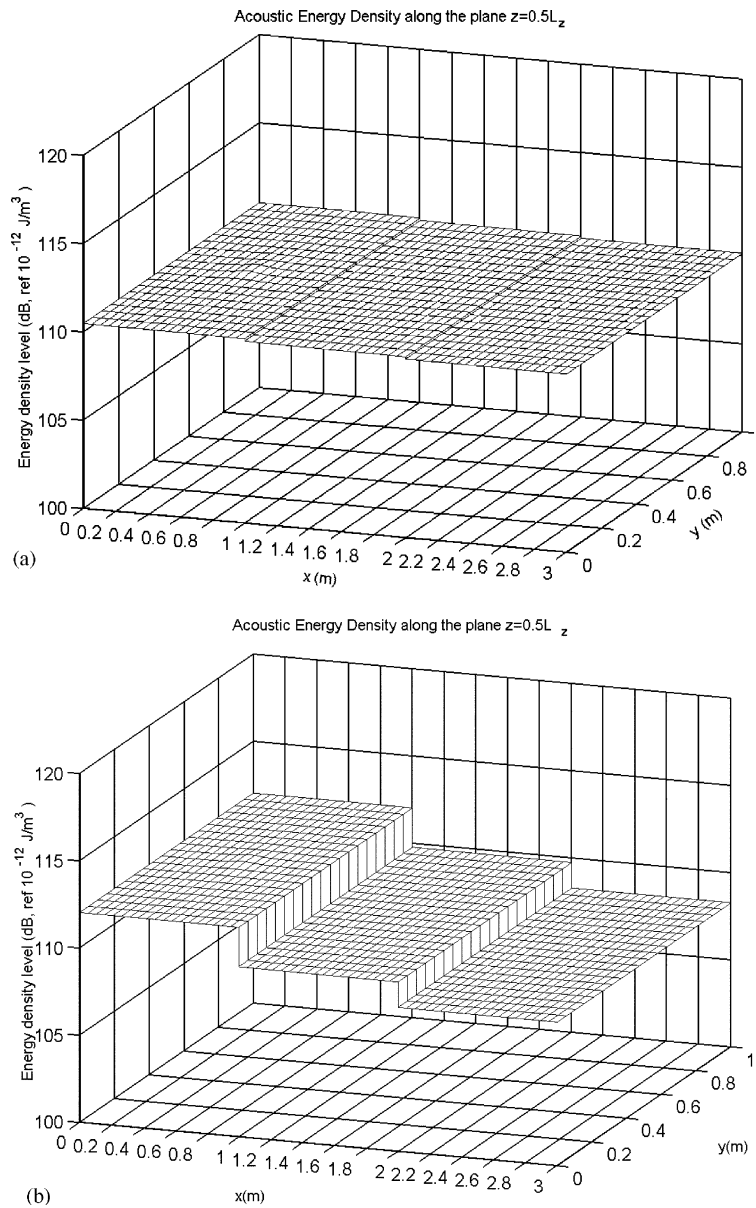 Acoustic Energy Density along the plane z=0.5Lz
Energy density level (dB, ref 10 -12 J/m3)
120
115
110
105
100
0 0.2 0.4 0.6 0.8 1 1.2 1.4 1.6 1.8 2 2.2 2.4 2.6 2.8 3
x (m)
0 0.2 0.4 0.6 0.8
y (m)
(a)
Acoustic Energy Density along the plane z=0.5L z
Energy density level (dB, ref 10 -12 J/m3 )
120
115
110
105
100
0 0.2 0.4 0.6 0.8 1 1.2 1.4 1.6 1.8 2 2.2 2.4 2.6 2.8 3
x(m)
0 0.2 0.4 0.6 0.8 1
y(m)
(b)